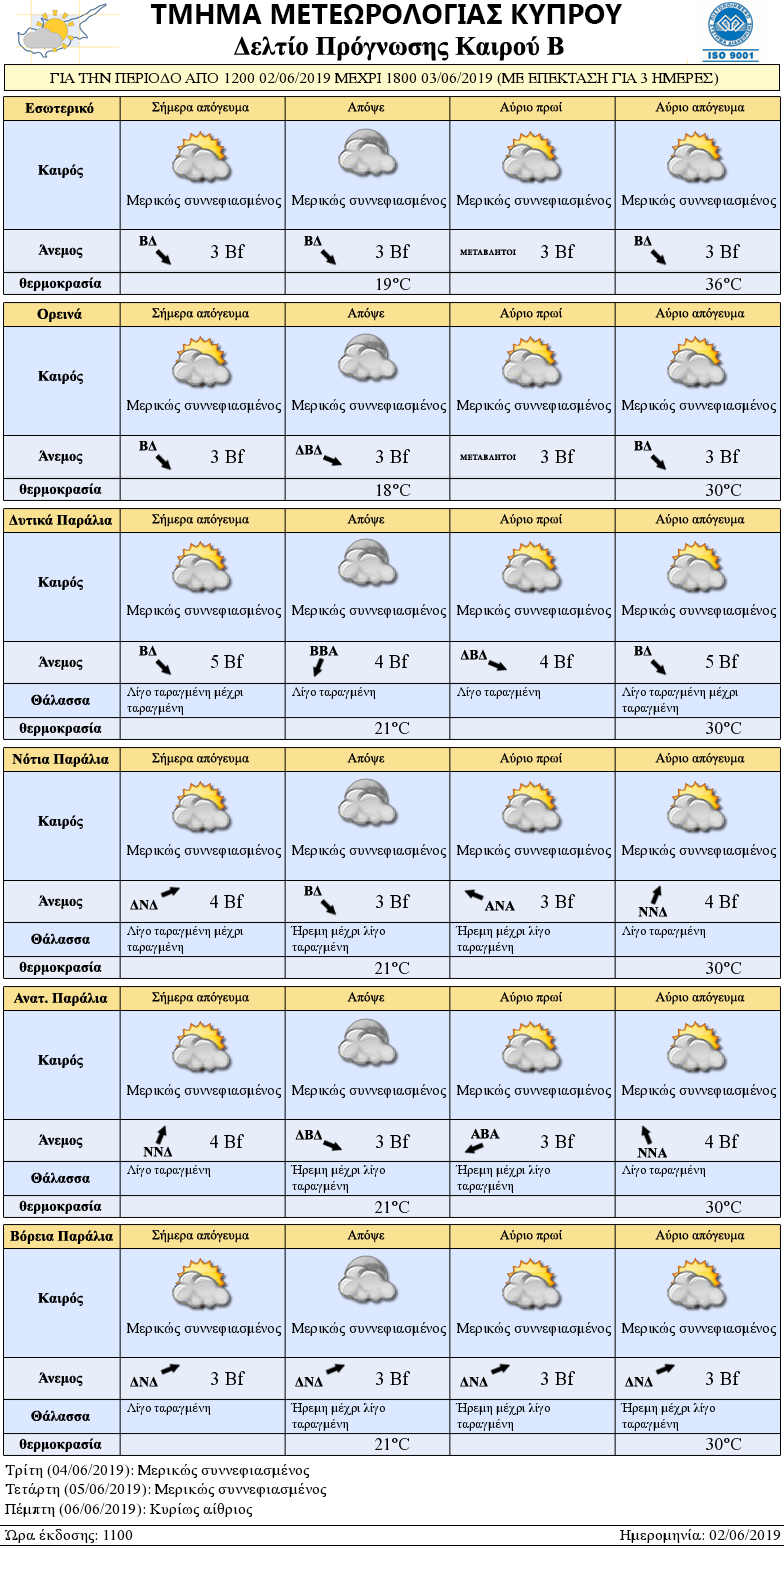 ΤΜΗΜΑ ΜΕΤΕΩΡΟΛΟΓΙΑΣ ΚΥΠΡΟΥ
Δελτίο Πρόγνωσης Καιρού Β
ISO 9001
ΓΙΑ ΤΗΝ ΠΕΡΙΟΔΟ ΑΠΟ 1200 02/06/2019 ΜΕΧΡΙ 1800 03/06/2019 (ΜΕ ΕΠΕΚΤΑΣΗ ΓΙΑ 3 ΗΜΕΡΕΣ)
Εσωτερικό Σήμερα απόγευμα Απόψε Αύριο πρωί Αύριο απόγευμα
Καιρός
Μερικώς συννεφιασμένος Μερικώς συννεφιασμένος Μερικώς συννεφιασμένος Μερικώς συννεφιασμένος
Άνεμος ΒΔ 3 Bf ΒΔ 3 Bf ΜΕΤΑΒΛΗΤΟΙ 3 Bf ΒΔ 3 Bf
θερμοκρασία 19°C 36°C
Ορεινά Σήμερα απόγευμα Απόψε Αύριο πρωί Αύριο απόγευμα
Καιρός
Μερικώς συννεφιασμένος Μερικώς συννεφιασμένος Μερικώς συννεφιασμένος Μερικώς συννεφιασμένος
Άνεμος ΒΔ 3 Bf ΔΒΔ 3 Bf ΜΕΤΑΒΛΗΤΟΙ 3 Bf ΒΔ 3 Bf
θερμοκρασία 18°C 30°C
Δυτικά Παράλια Σήμερα απόγευμα Απόψε Αύριο πρωί Αύριο απόγευμα
Καιρός
Μερικώς συννεφιασμένος Μερικώς συννεφιασμένος Μερικώς συννεφιασμένος Μερικώς συννεφιασμένος
Άνεμος ΒΔ 5 Bf ΒΒΑ 4 Bf ΔΒΔ 4 Bf ΒΔ 5 Bf
Θάλασσα Λίγο ταραγμένη μέχρι Λίγο ταραγμένη Λίγο ταραγμένη Λίγο ταραγμένη μέχρι
ταραγμένη ταραγμένη
θερμοκρασία 21°C 30°C
Νότια Παράλια Σήμερα απόγευμα Απόψε Αύριο πρωί Αύριο απόγευμα
Καιρός
Μερικώς συννεφιασμένος Μερικώς συννεφιασμένος Μερικώς συννεφιασμένος Μερικώς συννεφιασμένος
Άνεμος ΔΝΔ 4 Bf ΒΔ 3 Bf ΑΝΑ 3 Bf ΝΝΔ 4 Bf
Θάλασσα Λίγο ταραγμένη μέχρι Ήρεμη μέχρι λίγο Ήρεμη μέχρι λίγο Λίγο ταραγμένη
ταραγμένη ταραγμένη ταραγμένη
θερμοκρασία 21°C 30°C
Ανατ. Παράλια Σήμερα απόγευμα Απόψε Αύριο πρωί Αύριο απόγευμα
Καιρός
Μερικώς συννεφιασμένος Μερικώς συννεφιασμένος Μερικώς συννεφιασμένος Μερικώς συννεφιασμένος
Άνεμος ΝΝΔ 4 Bf ΔΒΔ 3 Bf ΑΒΑ 3 Bf ΝΝΑ 4 Bf
Θάλασσα Λίγο ταραγμένη Ήρεμη μέχρι λίγο Ήρεμη μέχρι λίγο Λίγο ταραγμένη
ταραγμένη ταραγμένη
θερμοκρασία 21°C 30°C
Βόρεια Παράλια Σήμερα απόγευμα Απόψε Αύριο πρωί Αύριο απόγευμα
Καιρός
Μερικώς συννεφιασμένος Μερικώς συννεφιασμένος Μερικώς συννεφιασμένος Μερικώς συννεφιασμένος
Άνεμος ΔΝΔ 3 Bf ΔΝΔ 3 Bf ΔΝΔ 3 Bf ΔΝΔ 3 Bf
Θάλασσα Λίγο ταραγμένη Ήρεμη μέχρι λίγο Ήρεμη μέχρι λίγο Ήρεμη μέχρι λίγο
ταραγμένη ταραγμένη ταραγμένη
θερμοκρασία 21°C 30°C
Τρίτη (04/06/2019): Μερικώς συννεφιασμένος
Τετάρτη (05/06/2019): Μερικώς συννεφιασμένος
Πέμπτη (06/06/2019): Κυρίως αίθριος
Ώρα έκδοσης: 1100 Ημερομηνία: 02/06/2019